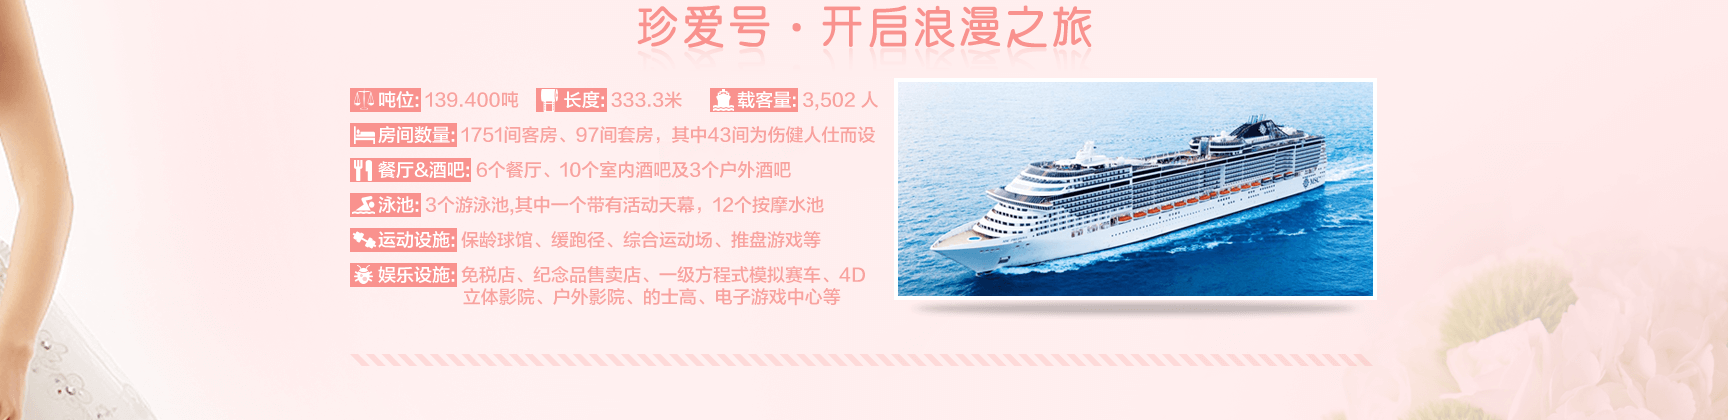 珍爱号·开启浪漫之旅
吨位: 139.400吨 长度: 333.3米 载客量: 3,502 人
房间数量: 1751间客房、97间套房，其中43间为伤健人仕而设
餐厅&酒吧: 6个餐厅、10个室内酒吧及3个户外酒吧
泳池: 3个游泳池,其中一个带有活动天幕，12个按摩水池
运动设施: 保龄球馆、缓跑径、综合运动场、推盘游戏等
娱乐设施: 免税店、纪念品售卖店、一级方程式模拟赛车、4D
立体影院、户外影院、的士高、电子游戏中心等
MSC